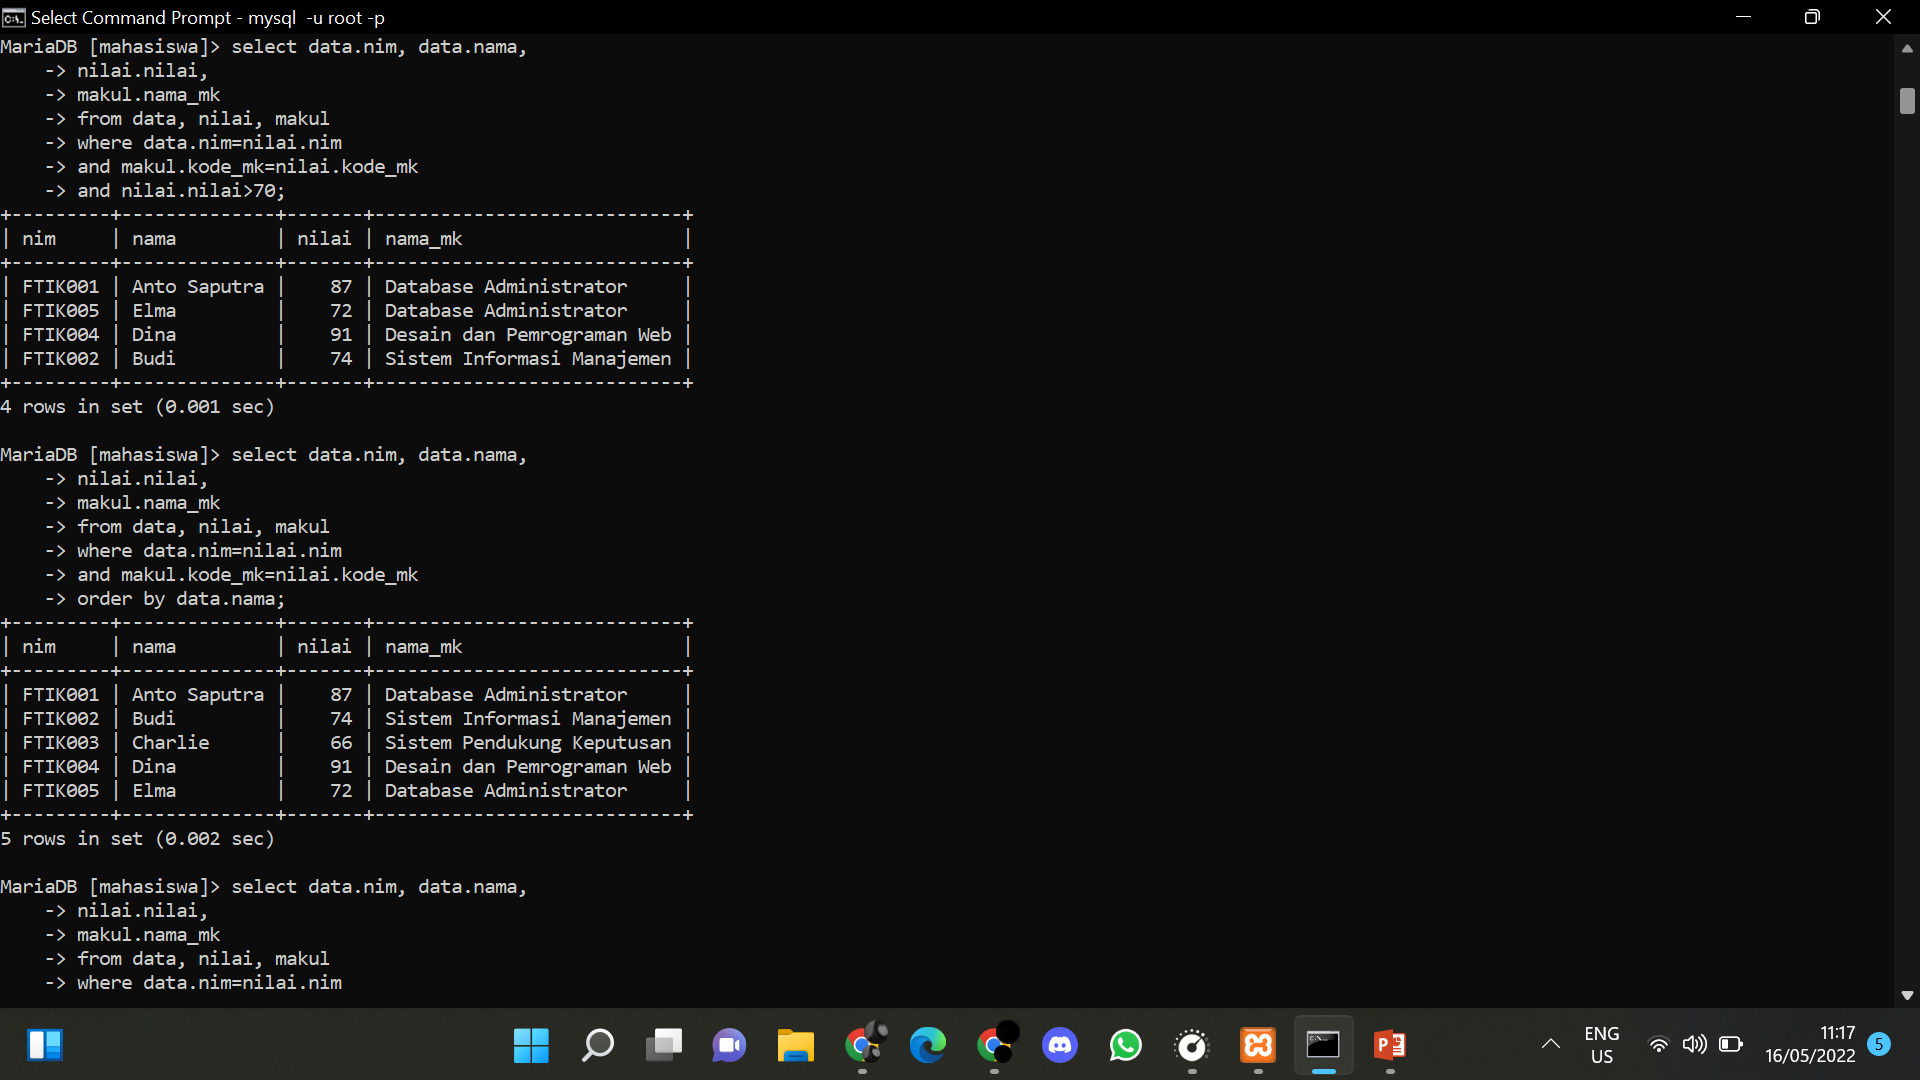 Select Command Prompt - mysql  -u root -p
MariaDB [mahasiswa]> select data.nim, data.nama,
    -> nilai.nilai,
    -> makul.nama_mk
    -> from data, nilai, makul
    -> where data.nim=nilai.nim
    -> and makul.kode_mk=nilai.kode_mk
    -> and nilai.nilai>70;
+---------+--------------+-------+----------------------------+
| nim     | nama         | nilai | nama_mk                    |
+---------+--------------+-------+----------------------------+
| FTIK001 | Anto Saputra |    87 | Database Administrator     |
| FTIK005 | Elma         |    72 | Database Administrator     |
| FTIK004 | Dina         |    91 | Desain dan Pemrograman Web |
| FTIK002 | Budi         |    74 | Sistem Informasi Manajemen |
+---------+--------------+-------+----------------------------+
4 rows in set (0.001 sec)
MariaDB [mahasiswa]> select data.nim, data.nama,
    -> nilai.nilai,
    -> makul.nama_mk
    -> from data, nilai, makul
    -> where data.nim=nilai.nim
    -> and makul.kode_mk=nilai.kode_mk
    -> order by data.nama;
+---------+--------------+-------+----------------------------+
| nim     | nama         | nilai | nama_mk                    |
+---------+--------------+-------+----------------------------+
| FTIK001 | Anto Saputra |    87 | Database Administrator     |
| FTIK002 | Budi         |    74 | Sistem Informasi Manajemen |
| FTIK003 | Charlie      |    66 | Sistem Pendukung Keputusan |
| FTIK004 | Dina         |    91 | Desain dan Pemrograman Web |
| FTIK005 | Elma         |    72 | Database Administrator     |
+---------+--------------+-------+----------------------------+
5 rows in set (0.002 sec)
MariaDB [mahasiswa]> select data.nim, data.nama,
    -> nilai.nilai,
    -> makul.nama_mk
    -> from data, nilai, makul
    -> where data.nim=nilai.nim
ENG
US
11:17
16/05/2022
5